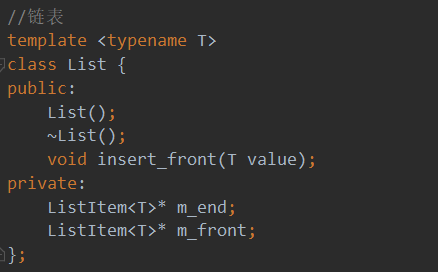 //链表
template <typename T>
class List {
public:
    List();
    ~List();
    void insert_front(T value);
private:
    ListItem<T>* m_end;
    ListItem<T>* m_front;
};